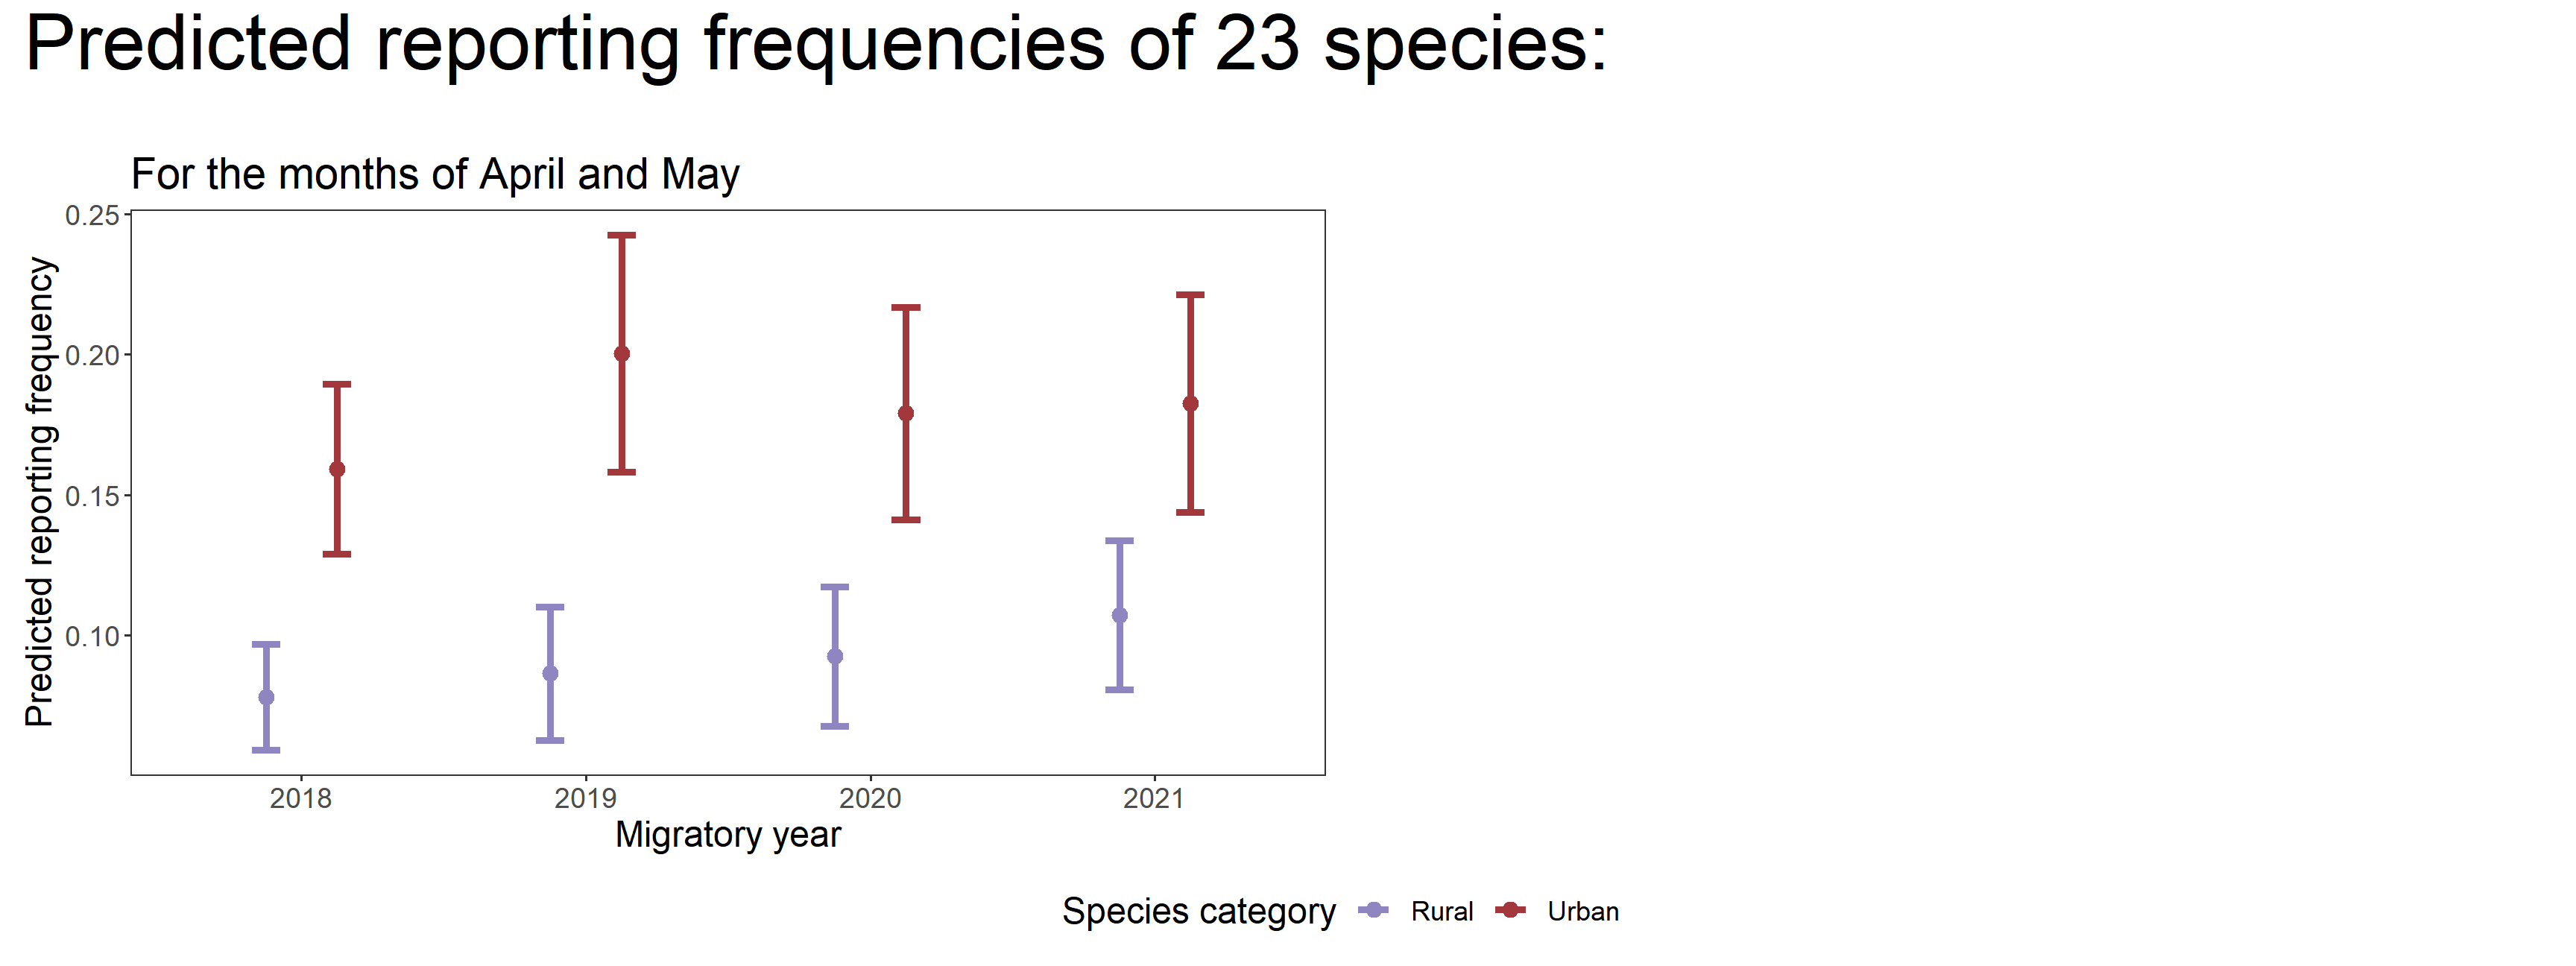 Predicted reporting frequencies of 23 species:
For the months of April and May
Predicted reporting frequency
0.25
0.20
0.15
0.10
2018 2019 2020 2021
Migratory year
Species category Rural Urban